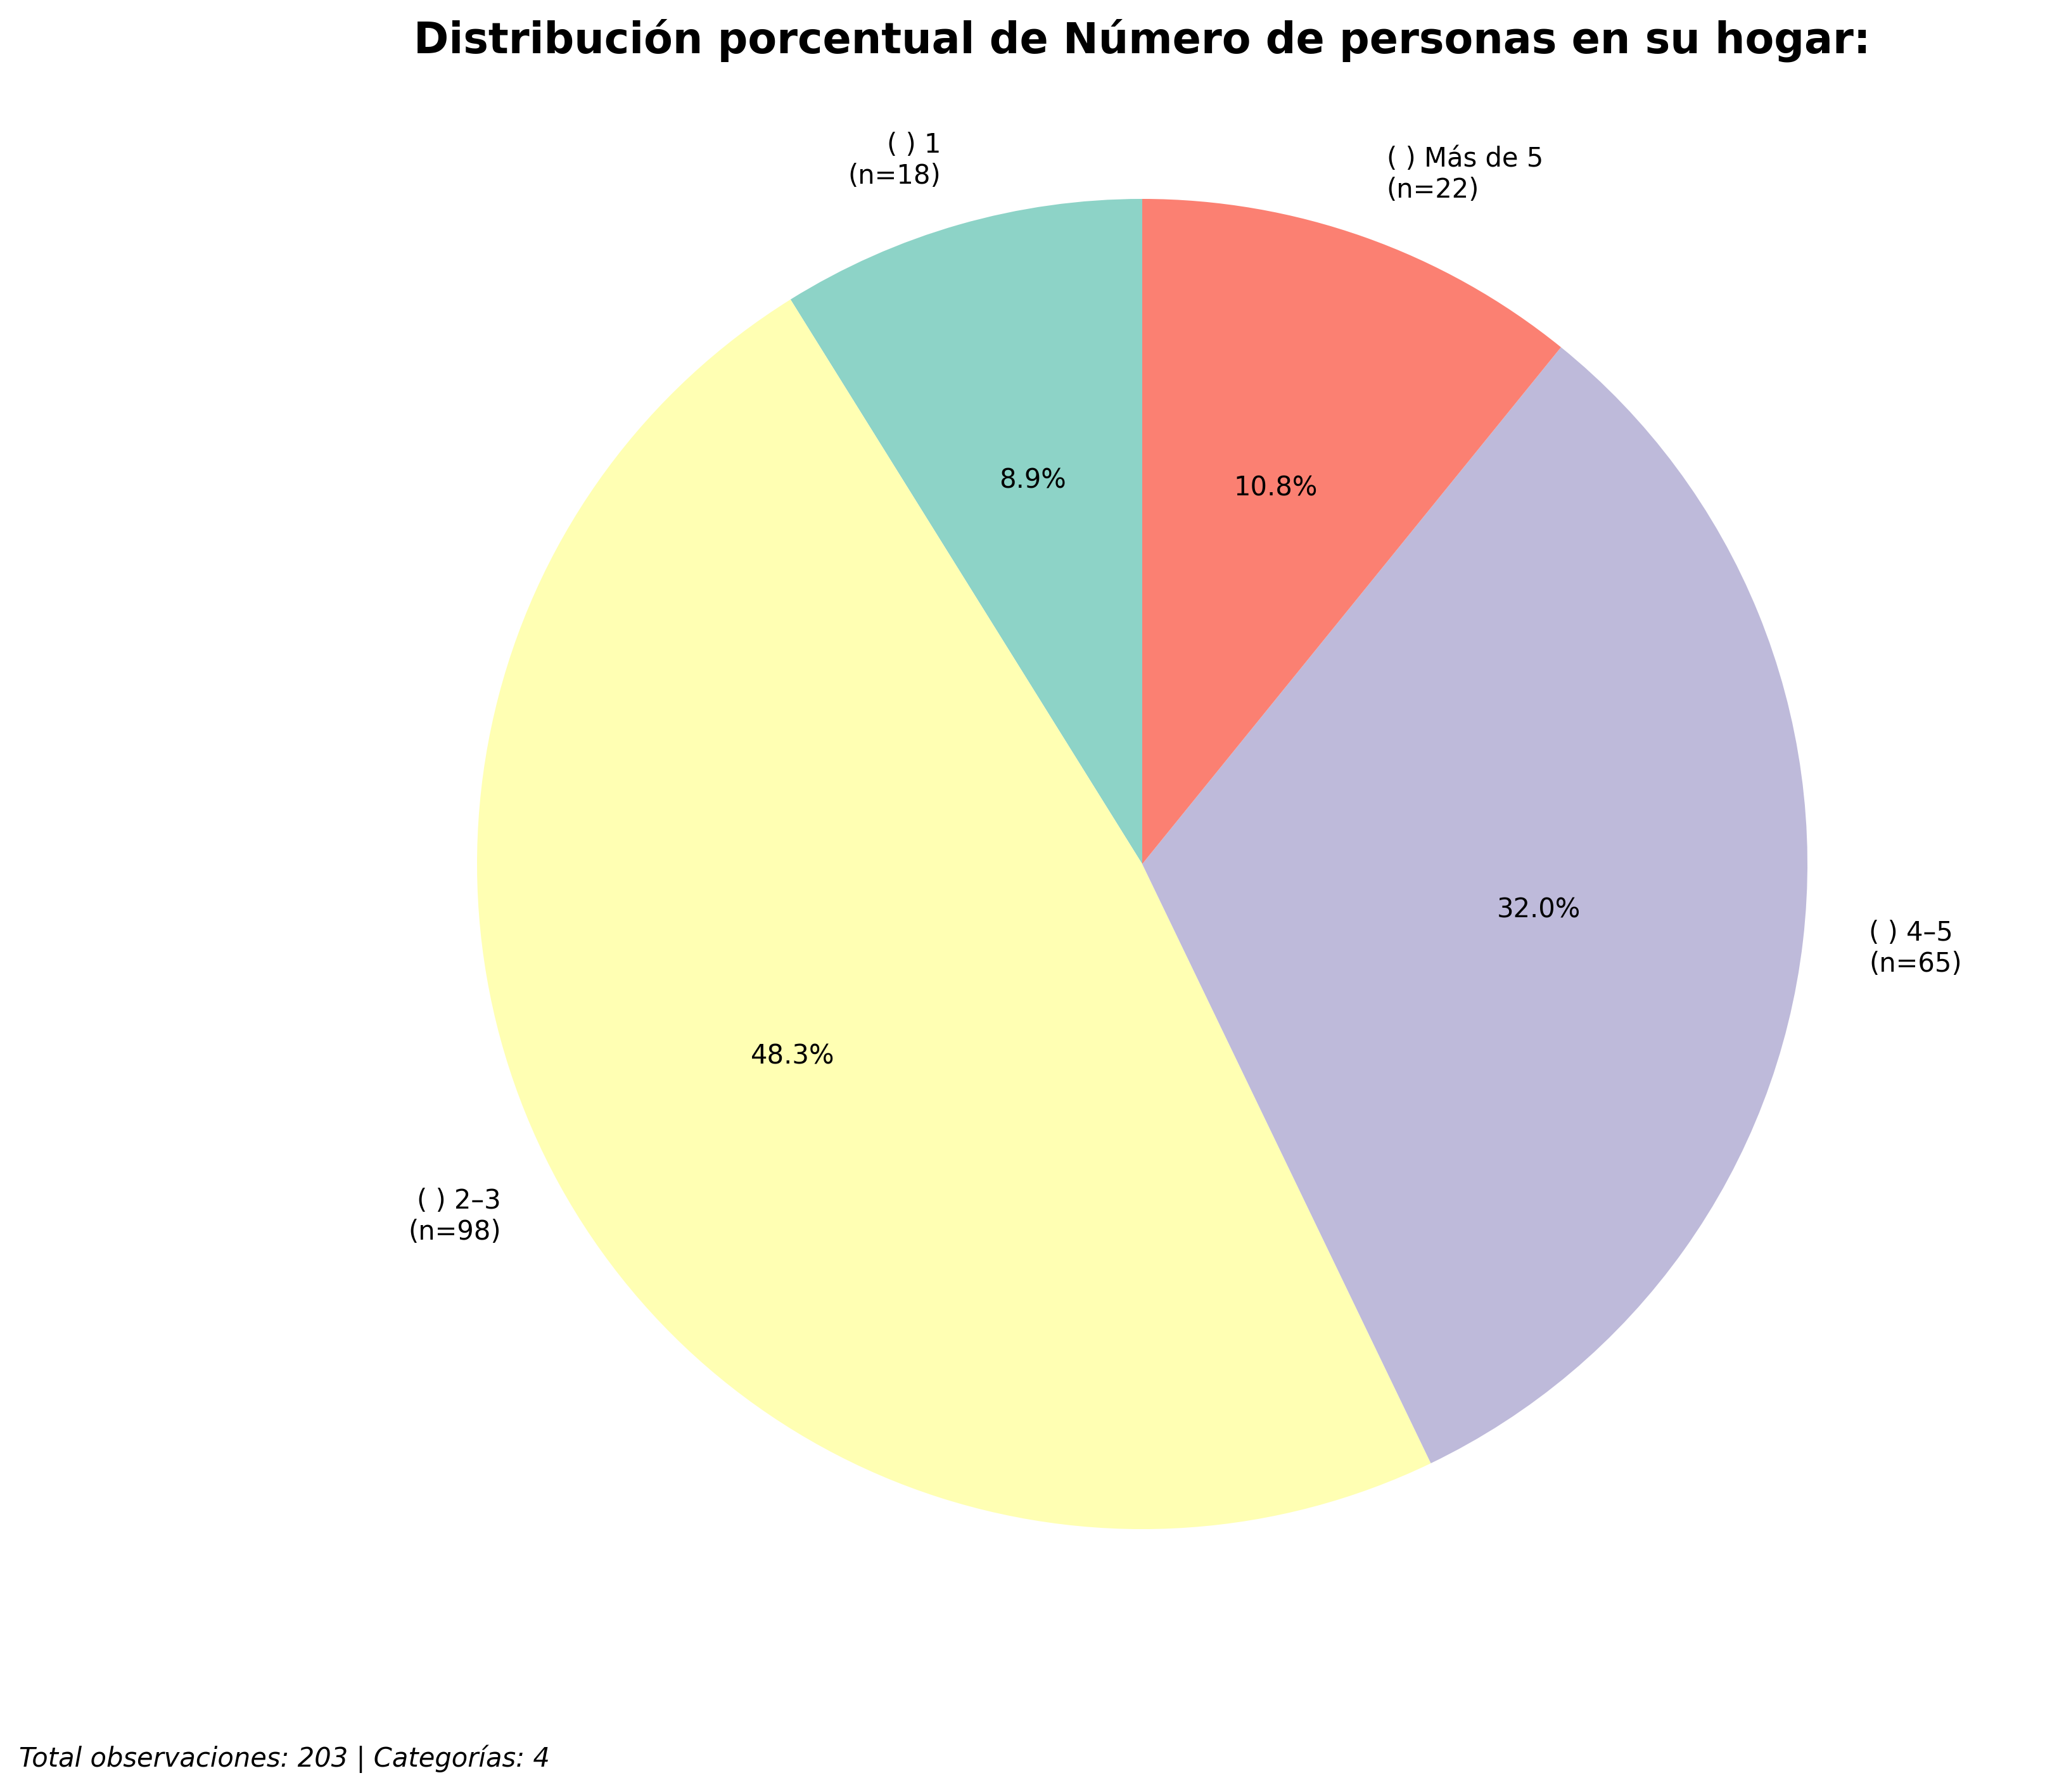 Distribución porcentual de Número de personas en su hogar:
( ) 1
(n=18)
( ) Más de 5
(n=22)
8.9%
10.8%
32.0%
( ) 4–5
(n=65)
48.3%
( ) 2–3
(n=98)
Total observaciones: 203 | Categorías: 4